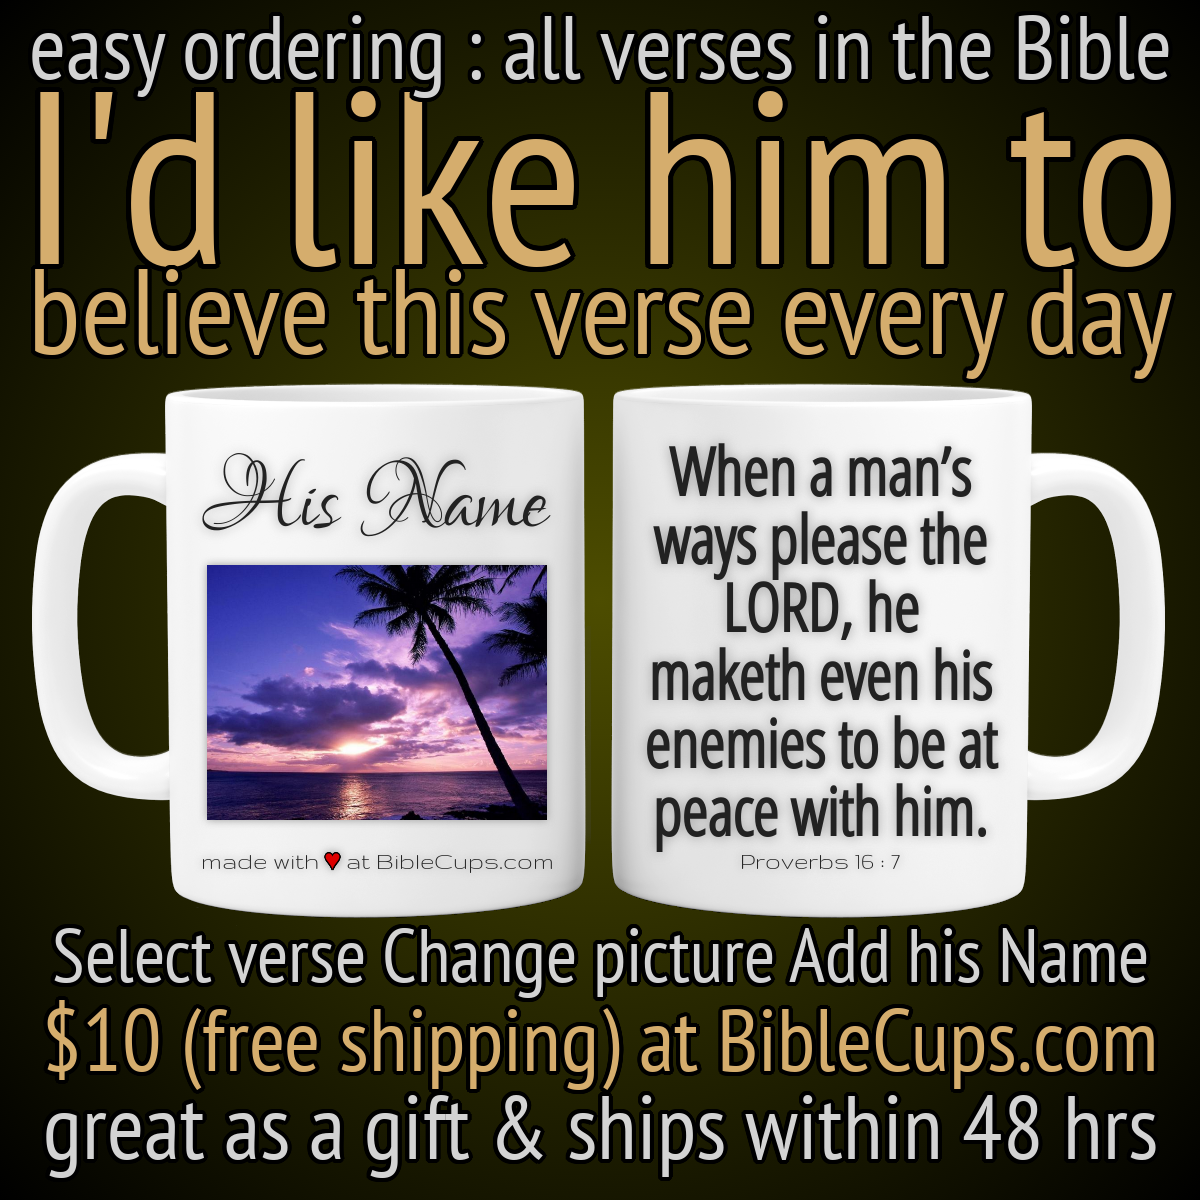 easy ordering : all verses in the Bible
I'd like him to
believe this verse every day
His Name
made with ♥ at BibleCups.com
When a man’s
ways please the
LORD, he
maketh even his
enemies to be at
peace with him.
Proverbs 16 : 7
Select verse Change picture Add his Name
$10 (free shipping) at BibleCups.com
great as a gift & ships within 48 hrs